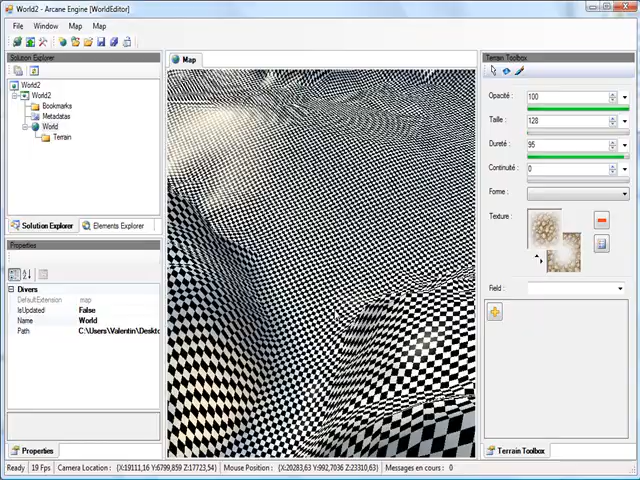 World2 - Arcane Engine [WorldEditor]
File Window Map Map
Solution Explorer
World2
World2
Bookmarks
Metadatas
World
Terrain
Solution Explorer Elements Explorer
Properties
Divers
DefaultExtension map
IsUpdated False
Name World
Path C:\Users\Valentin\Deskto
Properties
Map
Terrain Toolbox
Opacité : 100
Taille : 128
Dureté : 95
Continuité : 0
Forme :
Texture :
Field :
Terrain Toolbox
Ready 19 Fps Camera Location : {X:19111,16 Y:6799,859 Z:17723,54} Mouse Position : {X:20283,63 Y:992,7036 Z:23310,63} Messages en cours : 0